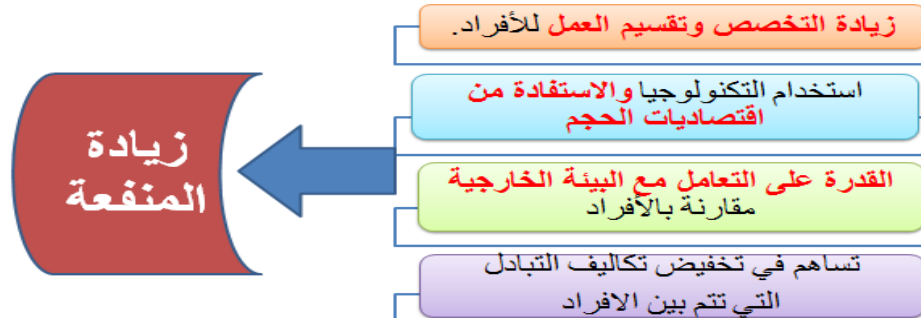 زيادة التخصص وتقسيم العمل للأفراد.
استخدام التكنولوجيا والاستفادة من
اقتصاديات الحجم
القدرة على التعامل مع البيئة الخارجية
مقارنة بالأفراد
تساهم في تخفيض تكاليف التبادل
التي تتم بين الافراد
زيادة
المنفعة